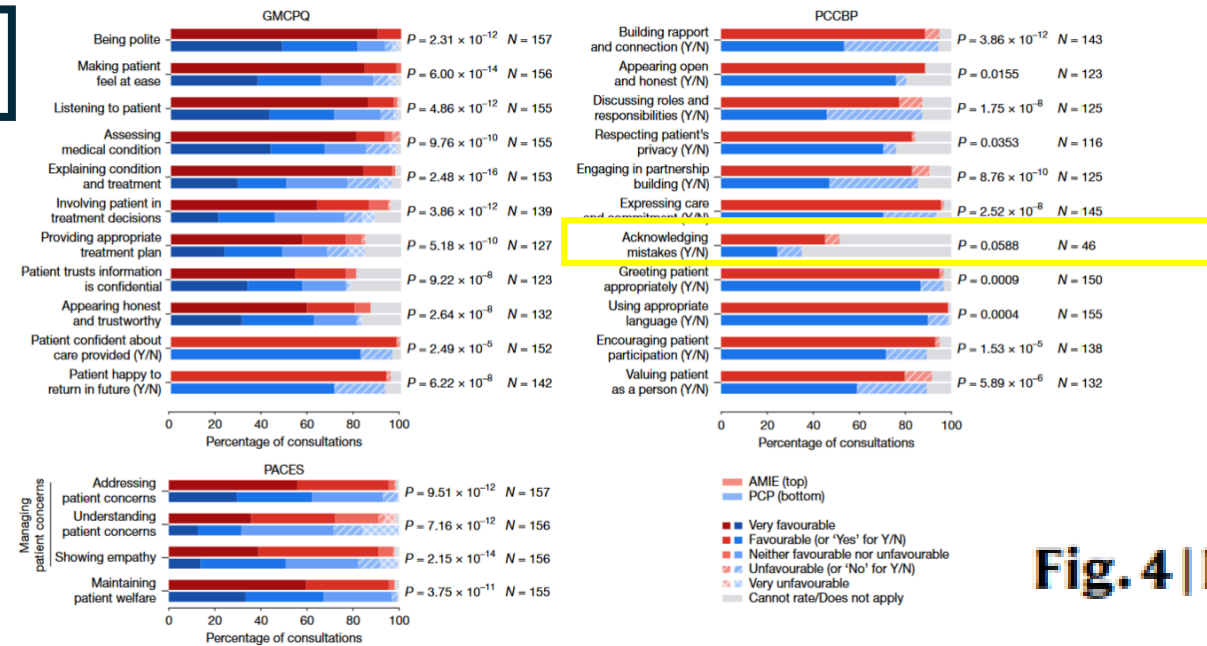 GMCPQ
Being polite
P = 2.31 × 10⁻¹² N = 157
Making patient
feel at ease
P = 6.00 × 10⁻¹⁴ N = 156
Listening to patient
P = 4.86 × 10⁻¹² N = 155
Assessing
medical condition
P = 9.76 × 10⁻¹⁰ N = 155
Explaining condition
and treatment
P = 2.48 × 10⁻¹⁶ N = 153
Involving patient in
treatment decisions
P = 3.86 × 10⁻¹² N = 139
Providing appropriate
treatment plan
P = 5.18 × 10⁻¹⁰ N = 127
Patient trusts information
is confidential
P = 9.22 × 10⁻⁸ N = 123
Appearing honest
and trustworthy
P = 2.64 × 10⁻⁸ N = 132
Patient confident about
care provided (Y/N)
P = 2.49 × 10⁻⁵ N = 152
Patient happy to
return in future (Y/N)
P = 6.22 × 10⁻⁸ N = 142
0 20 40 60 80 100
Percentage of consultations
PCCBP
Building rapport
and connection (Y/N)
P = 3.86 × 10⁻¹² N = 143
Appearing open
and honest (Y/N)
P = 0.0155 N = 123
Discussing roles and
responsibilities (Y/N)
P = 1.75 × 10⁻⁸ N = 125
Respecting patient's
privacy (Y/N)
P = 0.0353 N = 116
Engaging in partnership
building (Y/N)
P = 8.76 × 10⁻¹⁰ N = 125
Expressing care
and commitment (Y/N)
P = 2.52 × 10⁻⁸ N = 145
Acknowledging
mistakes (Y/N)
P = 0.0588 N = 46
Greeting patient
appropriately (Y/N)
P = 0.0009 N = 150
Using appropriate
language (Y/N)
P = 0.0004 N = 155
Encouraging patient
participation (Y/N)
P = 1.53 × 10⁻⁵ N = 138
Valuing patient
as a person (Y/N)
P = 5.89 × 10⁻⁶ N = 132
0 20 40 60 80 100
Percentage of consultations
PACES
Managing
patient concerns
Addressing
patient concerns
P = 9.51 × 10⁻¹² N = 157
Understanding
patient concerns
P = 7.16 × 10⁻¹² N = 156
Showing empathy
P = 2.15 × 10⁻¹⁴ N = 156
Maintaining
patient welfare
P = 3.75 × 10⁻¹¹ N = 155
0 20 40 60 80 100
Percentage of consultations
AMIE (top)
PCP (bottom)
Very favourable
Favourable (or 'Yes' for Y/N)
Neither favourable nor unfavourable
Unfavourable (or 'No' for Y/N)
Very unfavourable
Cannot rate/Does not apply
Fig. 4 |